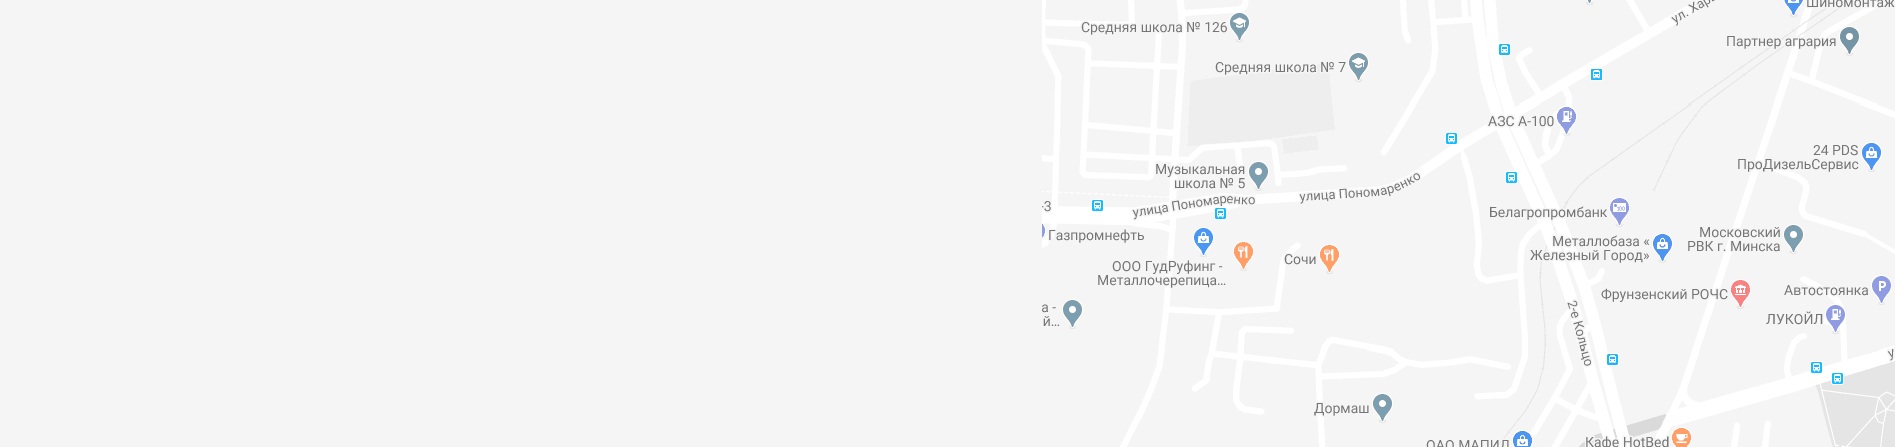 Шиномонтаж
ул. Хар
Средняя школа № 126
Партнер агрария
Средняя школа № 7
АЗС А-100
24 PDS
ПроДизельСервис
Музыкальная
школа № 5
улица Пономаренко
улица Пономаренко
-3
Белагропромбанк
Газпромнефть
Московский
РВК г. Минска
Металлобаза «
Железный Город»
ООО ГудРуфинг -
Металлочерепица...
Сочи
Фрунзенский РОЧС
Автостоянка
а -
й...
ЛУКОЙЛ
2-е Кольцо
Дормаш
ОАО МАПИД
Кафе HotBed